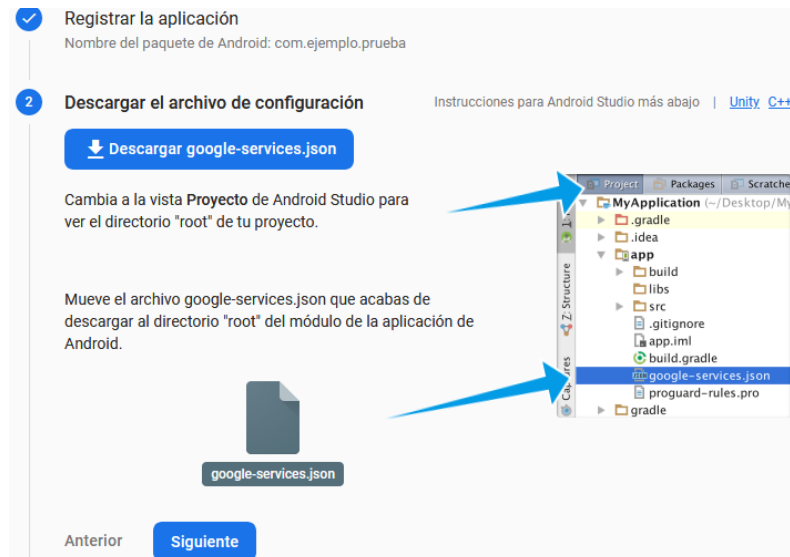 Registrar la aplicación
Nombre del paquete de Android: com.ejemplo.prueba
2
Descargar el archivo de configuración
Instrucciones para Android Studio más abajo | Unity C++
Descargar google-services.json
Cambia a la vista Proyecto de Android Studio para
ver el directorio "root" de tu proyecto.
Mueve el archivo google-services.json que acabas de
descargar al directorio "root" del módulo de la aplicación de
Android.
google-services.json
Project Packages Scratche
MyApplication (~/Desktop/My
.gradle
.idea
app
build
libs
src
.gitignore
app.iml
build.gradle
google-services.json
proguard-rules.pro
gradle
Z: Structure
Anterior
Siguiente